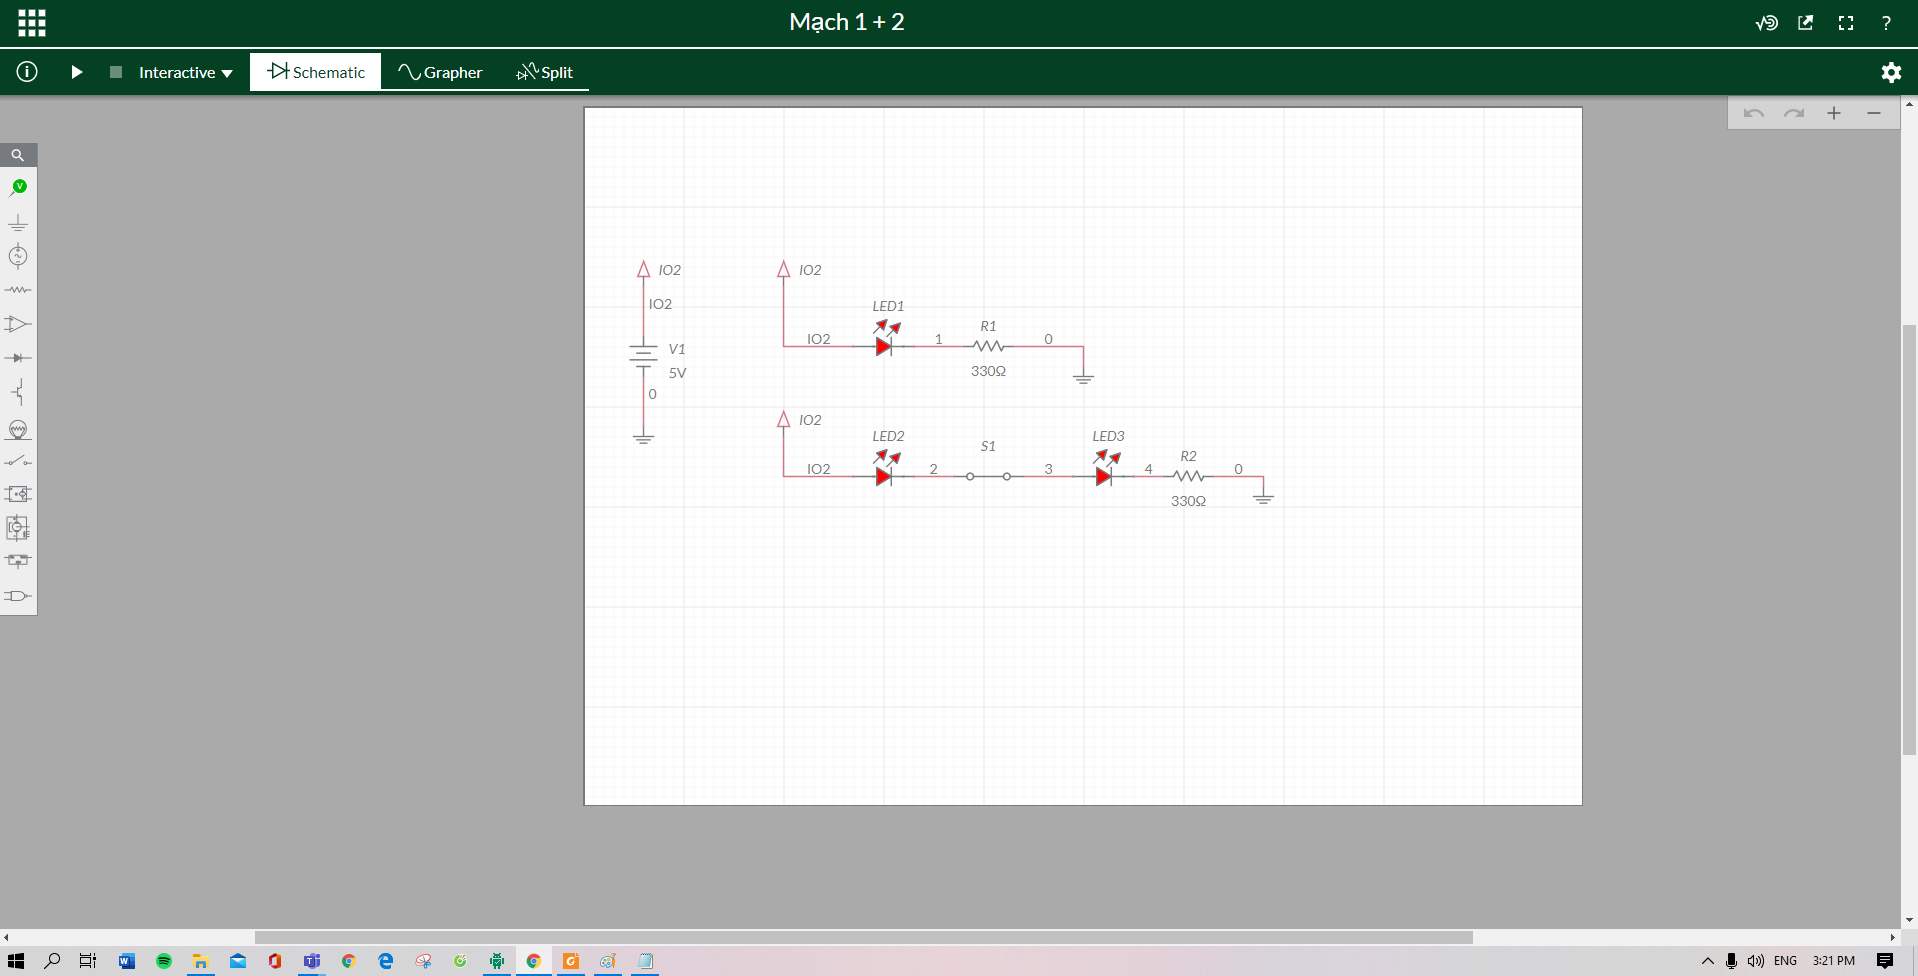 Mạch 1 + 2
?
Interactive
Schematic
Grapher
Split
V
IO2
IO2
V1
5V
0
IO2
IO2
LED1
1
R1
330Ω
0
IO2
IO2
LED2
2
S1
3
LED3
4
R2
330Ω
0
ENG
3:21 PM